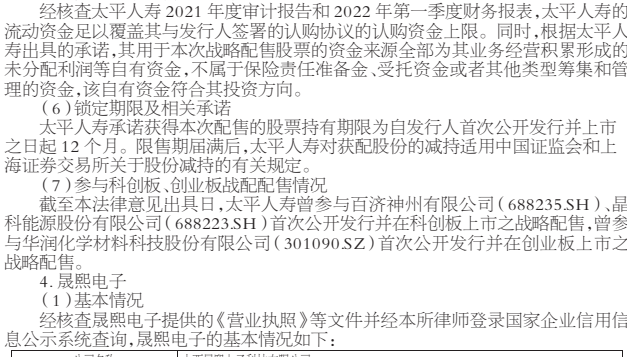 经核查太平人寿 2021 年度审计报告和 2022 年第一季度财务报表,太平人寿的
流动资金足以覆盖其与发行人签署的认购协议的认购资金上限。同时,根据太平人
寿出具的承诺,其用于本次战略配售股票的资金来源全部为其业务经营积累形成的
未分配利润等自有资金,不属于保险责任准备金、受托资金或者其他类型筹集和管
理的资金,该自有资金符合其投资方向。
(6)锁定期限及相关承诺
太平人寿承诺获得本次配售的股票持有期限为自发行人首次公开发行并上市
之日起 12 个月。限售期届满后,太平人寿对获配股份的减持适用中国证监会和上
海证券交易所关于股份减持的有关规定。
(7)参与科创板、创业板战配配售情况
截至本法律意见出具日,太平人寿曾参与百济神州有限公司(688235.SH)、晶
科能源股份有限公司(688223.SH)首次公开发行并在科创板上市之战略配售,曾参
与华润化学材料科技股份有限公司(301090.SZ)首次公开发行并在创业板上市之
战略配售。
4. 晟熙电子
(1)基本情况
经核查晟熙电子提供的《营业执照》等文件并经本所律师登录国家企业信用信
息公示系统查询,晟熙电子的基本情况如下: